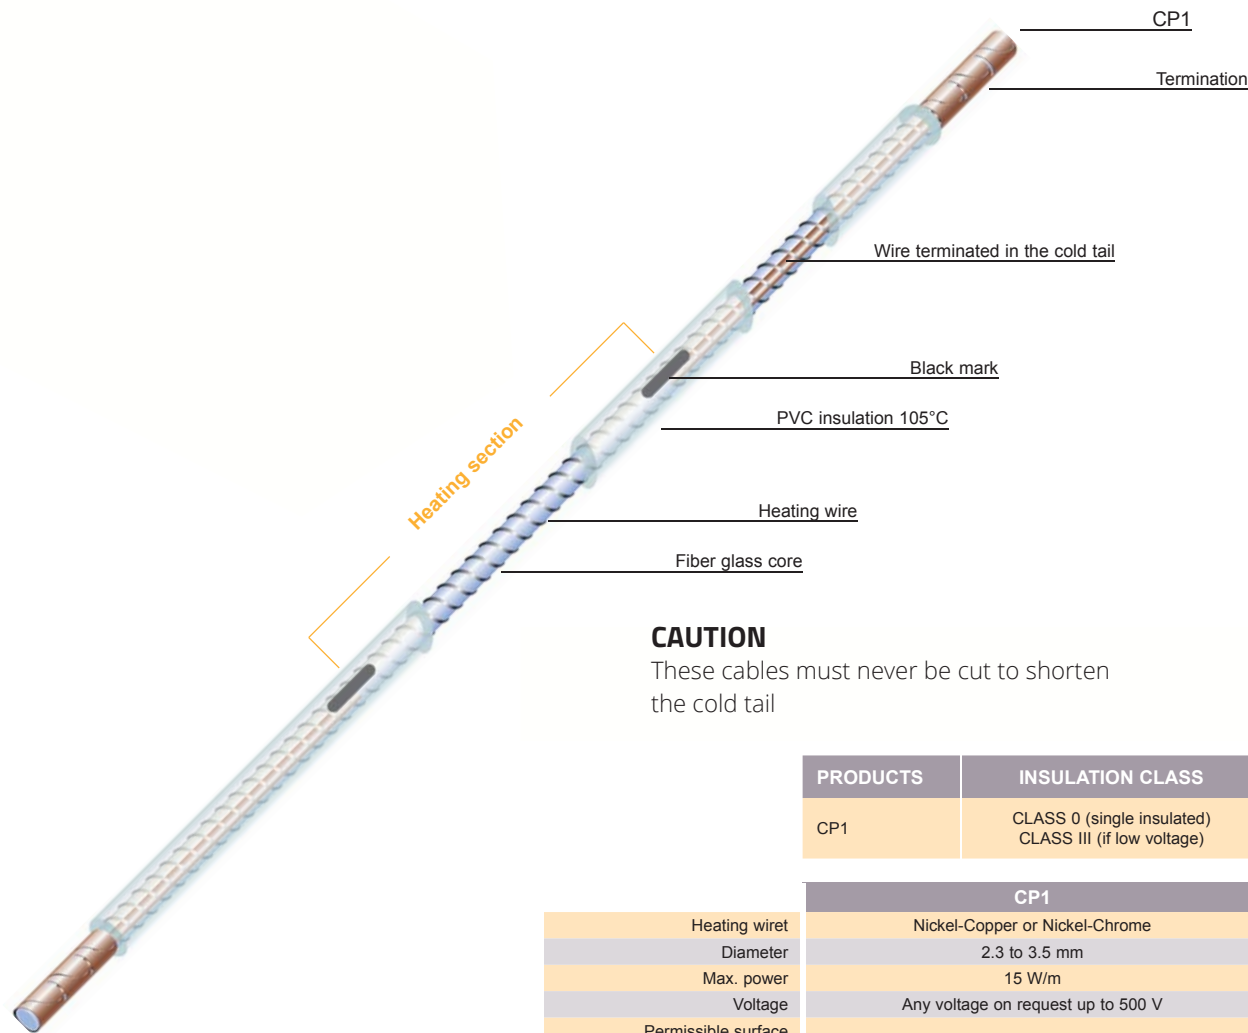 CP1
Termination
Wire terminated in the cold tail
Black mark
PVC insulation 105°C
Heating section
Heating wire
Fiber glass core
CAUTION
These cables must never be cut to shorten
the cold tail
PRODUCTS INSULATION CLASS
CP1 CLASS 0 (single insulated)
CLASS III (if low voltage)
CP1
Heating wiret Nickel-Copper or Nickel-Chrome
Diameter 2.3 to 3.5 mm
Max. power 15 W/m
Voltage Any voltage on request up to 500 V
Permissible surface